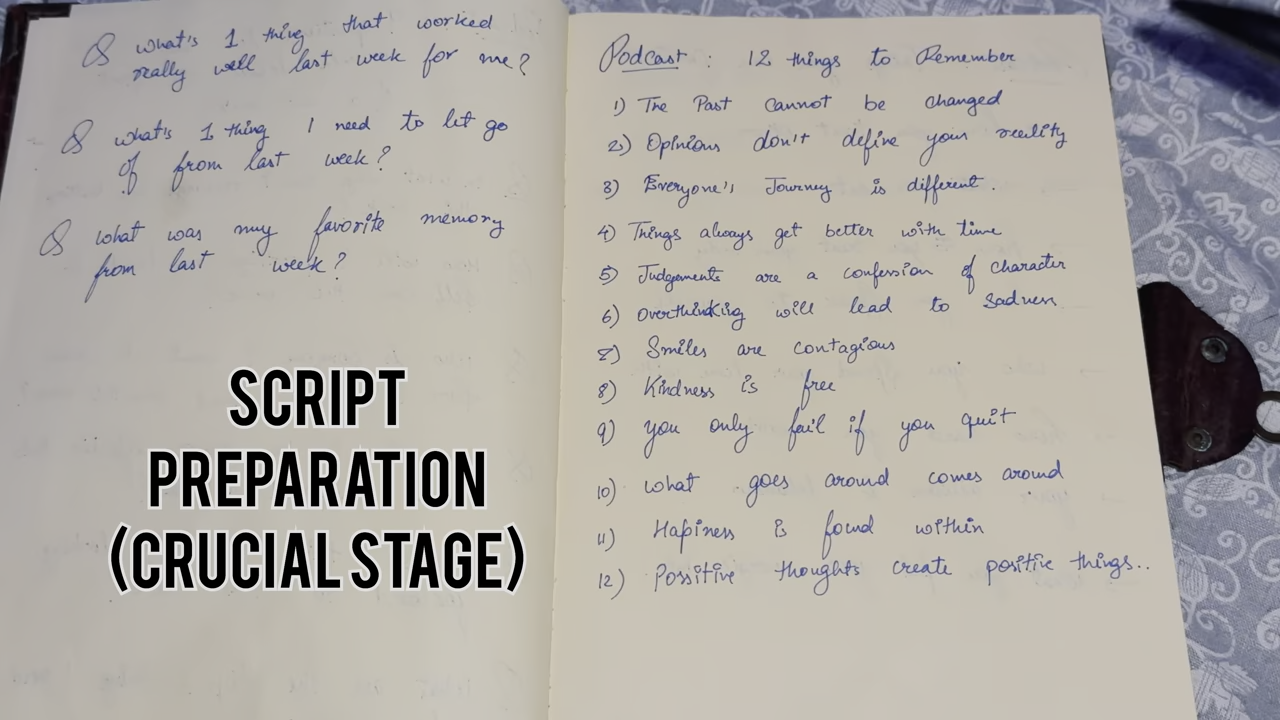 Q what's 1 thing that worked
really well last week for me?
Q what's 1 thing I need to let go
of from last week?
Q what was my favorite memory
from last week?
SCRIPT
PREPARATION
(CRUCIAL STAGE)
Podcast : 12 things to Remember
1) The Past cannot be changed
2) Opinions don't define your reality
3) Everyone's Journey is different.
4) Things always get better with time
5) Judgements are a confession of character
6) Overthinking will lead to Sadness
7) Smiles are contagious
8) Kindness is free
9) You only fail if you quit
10) What goes around comes around
11) Hapiness is found within
12) Possitive thoughts create positive things..